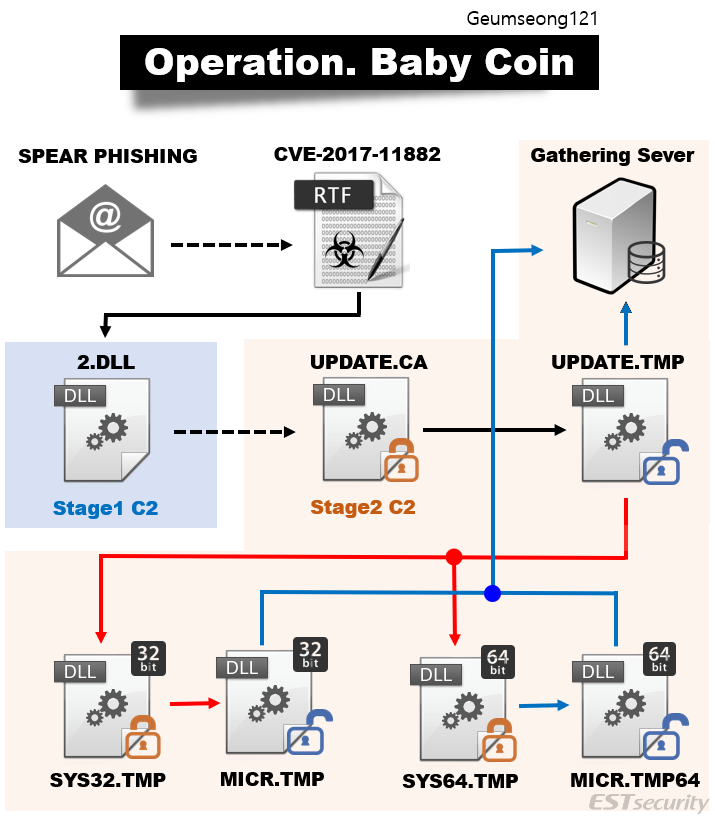 Geumseong121
Operation. Baby Coin
SPEAR PHISHING
CVE-2017-11882
Gathering Sever
@
RTF
2.DLL
UPDATE.CA
UPDATE.TMP
DLL
DLL
DLL
Stage1 C2
Stage2 C2
32
bit
32
bit
64
bit
64
bit
DLL
DLL
DLL
DLL
SYS32.TMP
MICR.TMP
SYS64.TMP
MICR.TMP64
ESTsecurity